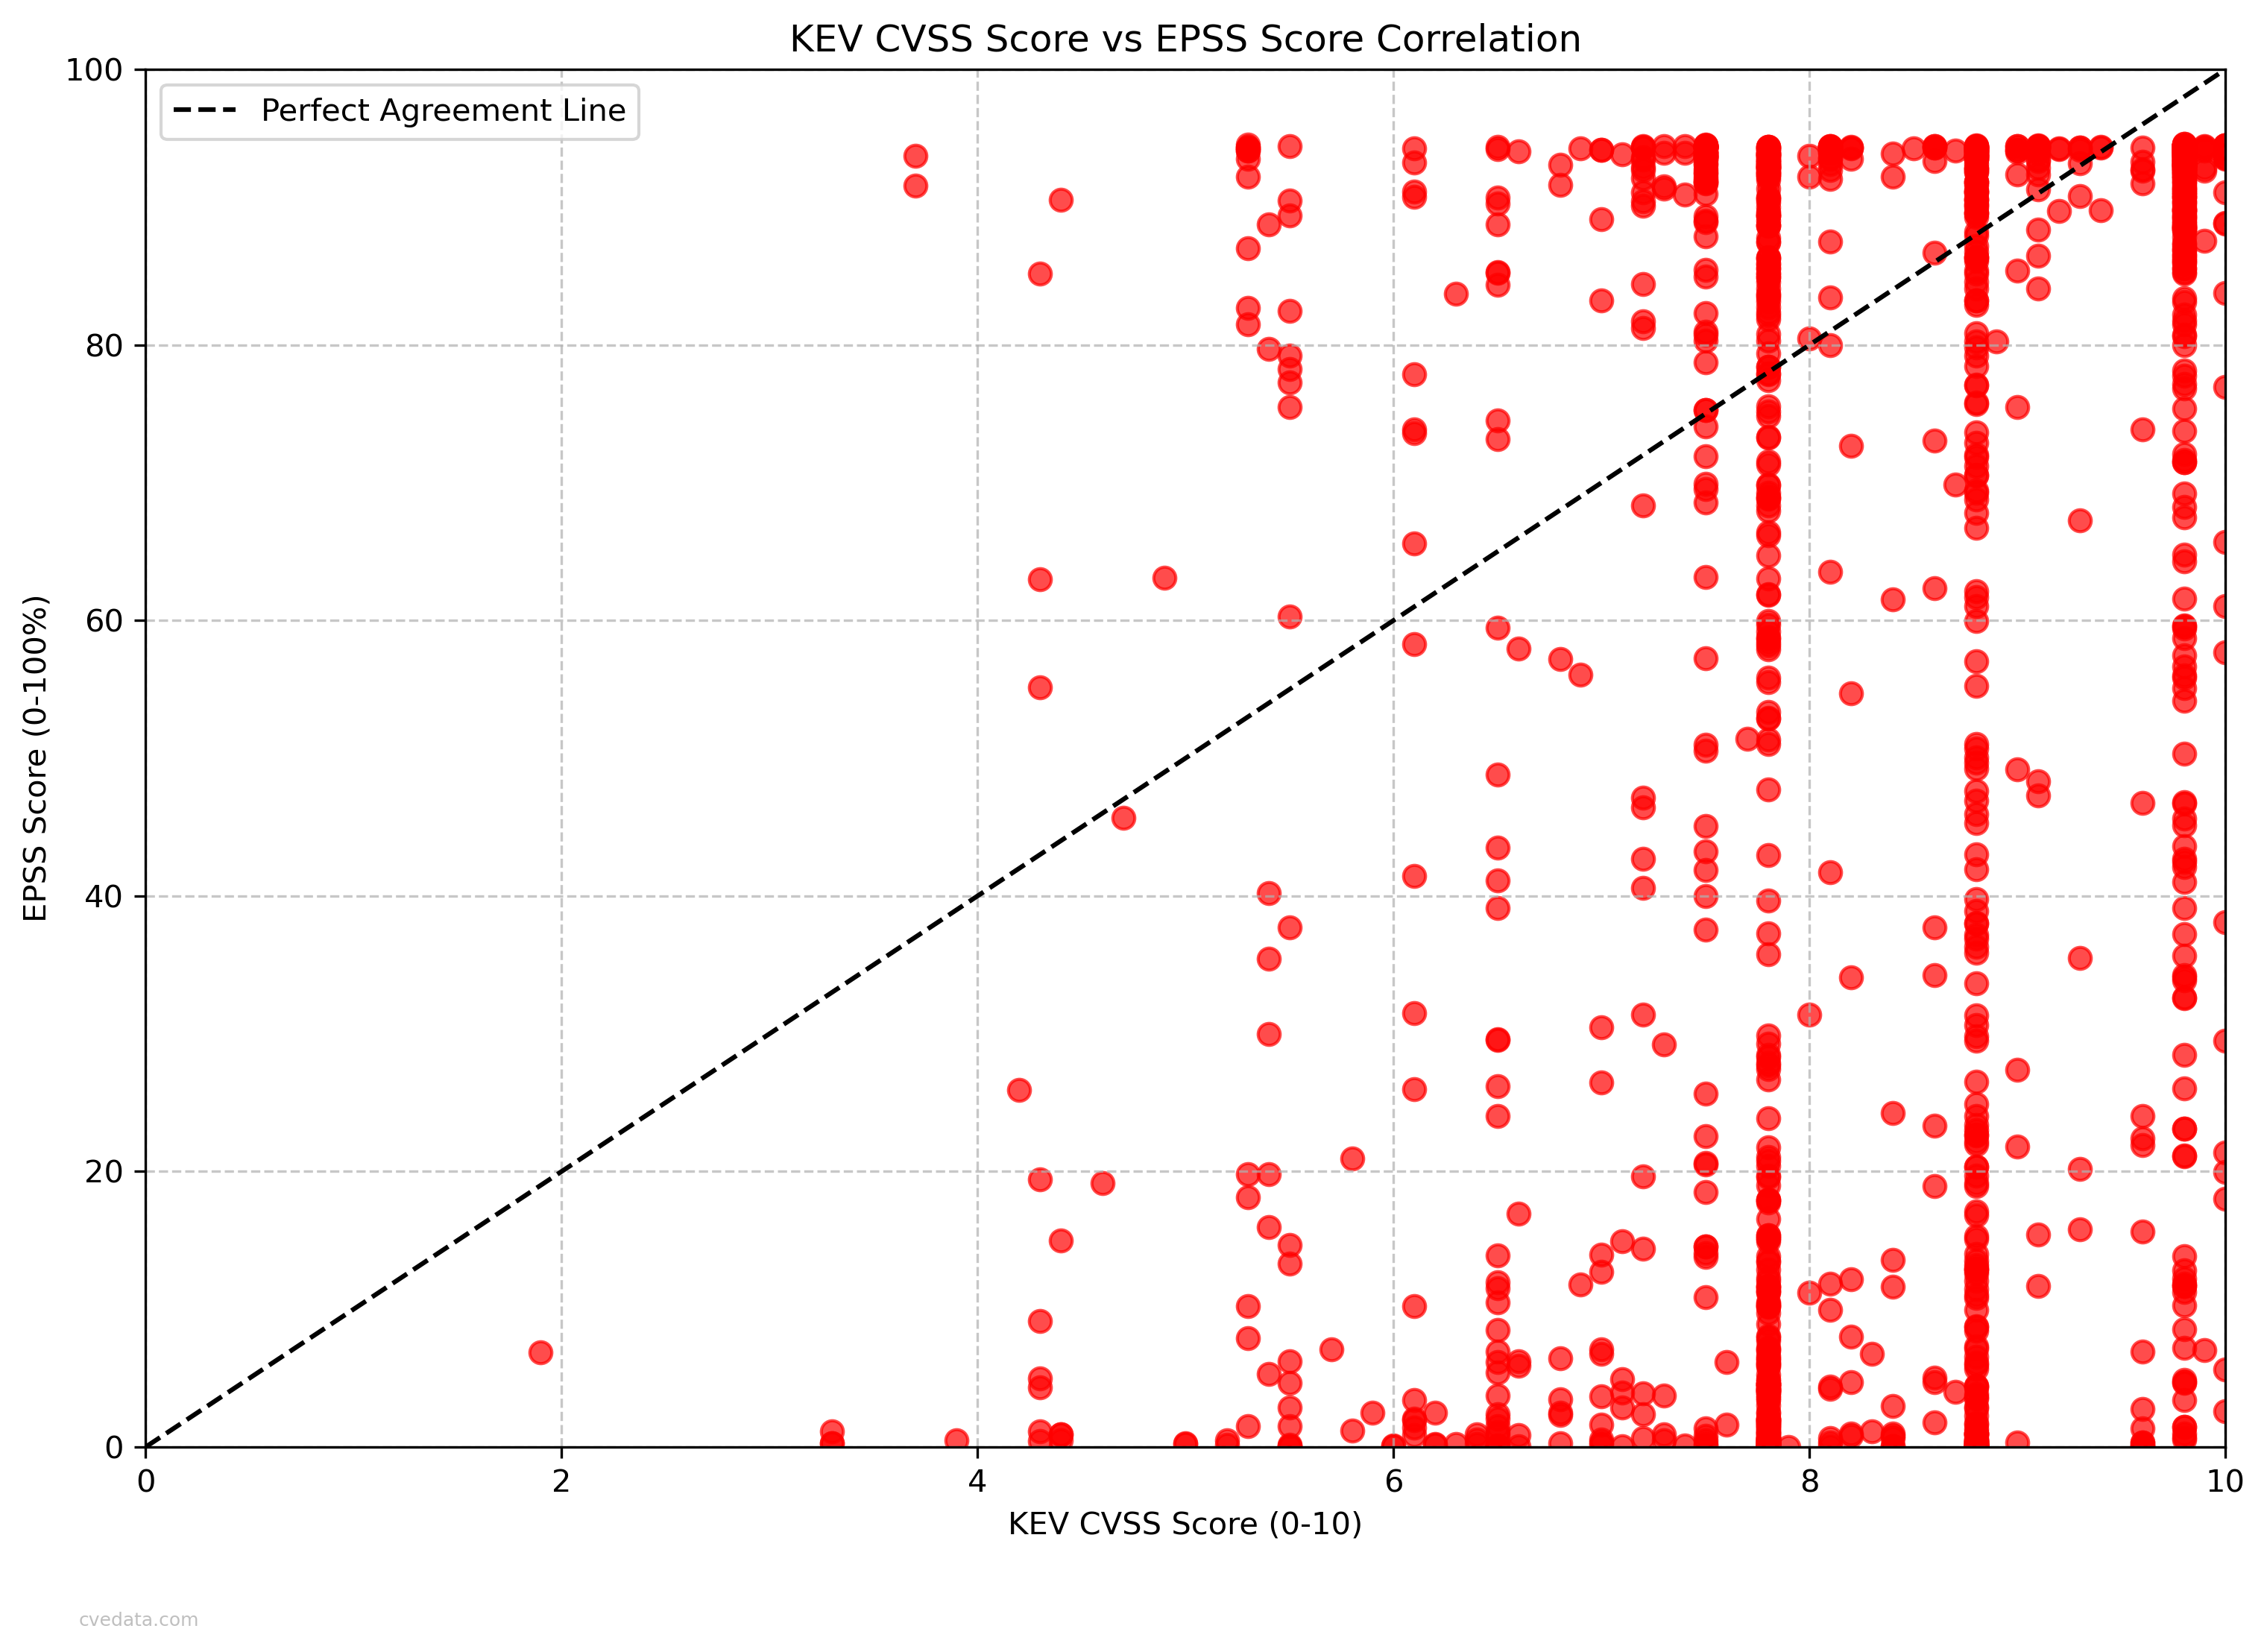 KEV CVSS Score vs EPSS Score Correlation
Perfect Agreement Line
EPSS Score (0-100%)
100
80
60
40
20
0
0 2 4 6 8 10
KEV CVSS Score (0-10)
cvedata.com